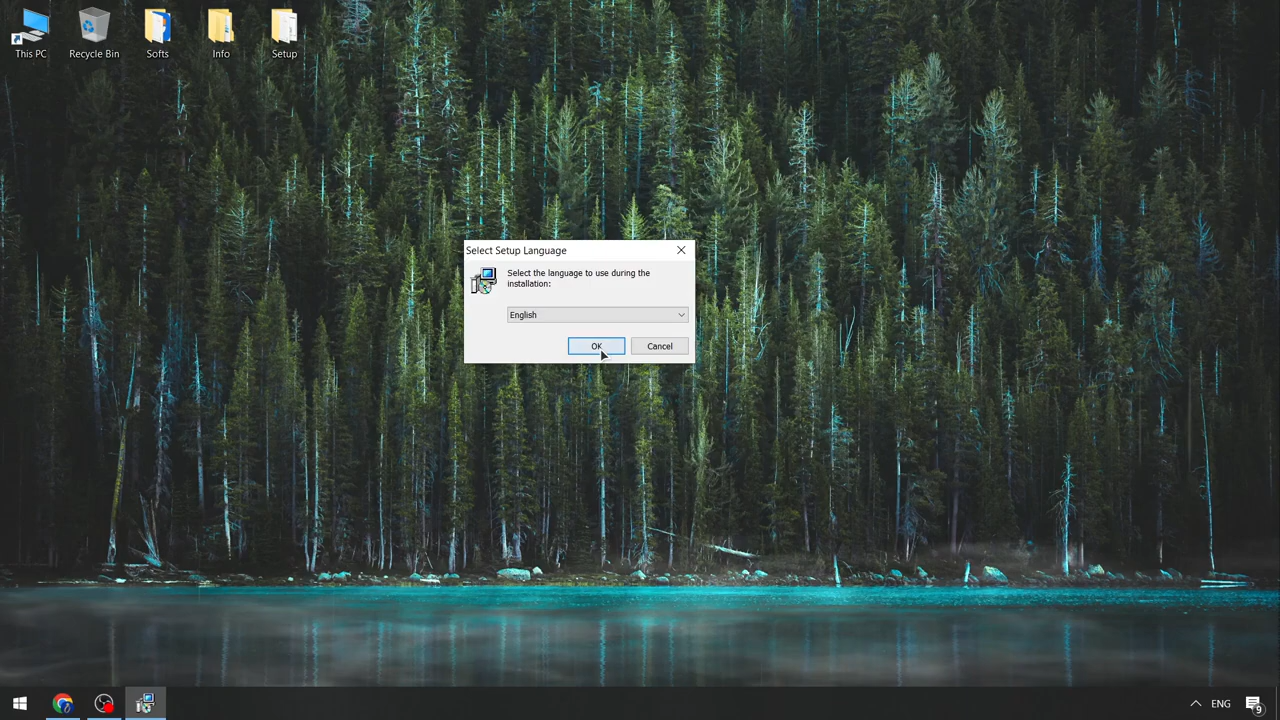 This PC
Recycle Bin
Softs
Info
Setup
Select Setup Language
Select the language to use during the
installation:
English
OK
Cancel
ENG
9